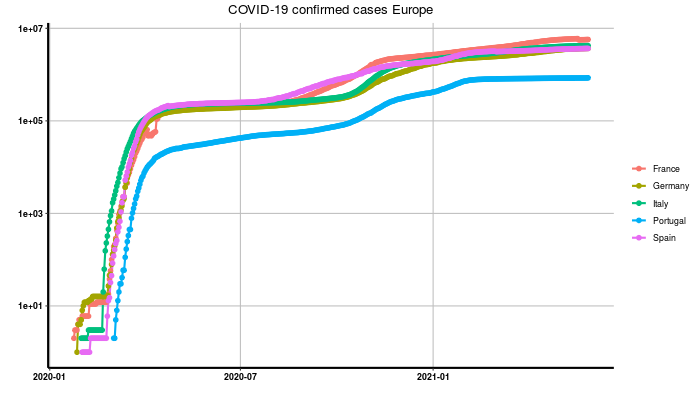 COVID-19 confirmed cases Europe
1e+07
1e+05
1e+03
1e+01
2020-01
2020-07
2021-01
France
Germany
Italy
Portugal
Spain